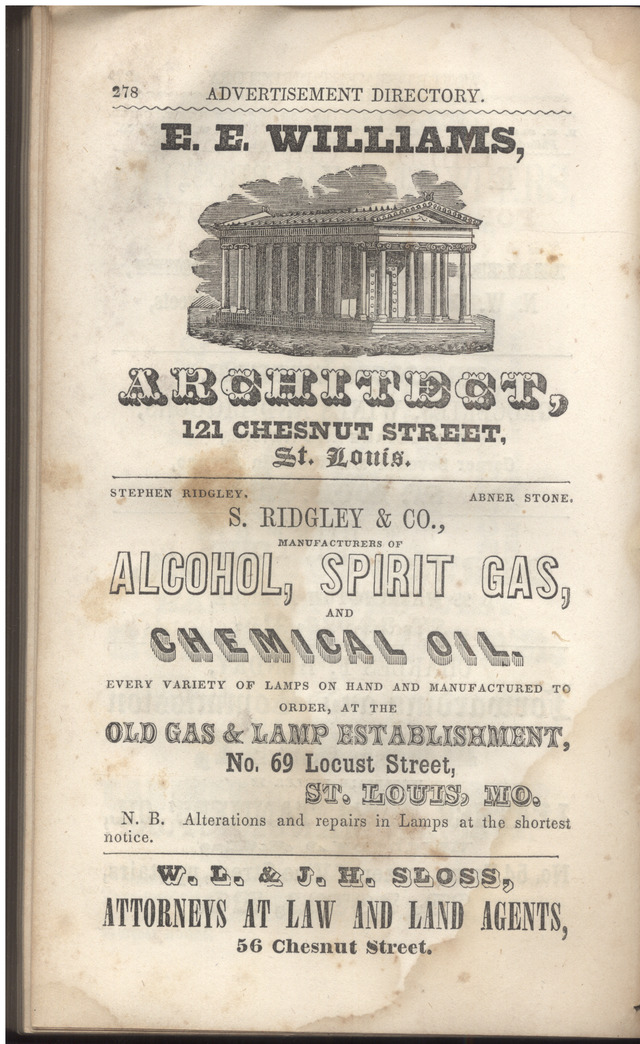 278 ADVERTISEMENT DIRECTORY.
E. E. WILLIAMS,
ARCHITECT,
121 CHESNUT STREET,
St. Louis.
STEPHEN RIDGLEY. ABNER STONE.
S. RIDGLEY & CO.,
MANUFACTURERS OF
ALCOHOL, SPIRIT GAS,
AND
CHEMICAL OIL.
EVERY VARIETY OF LAMPS ON HAND AND MANUFACTURED TO
ORDER, AT THE
OLD GAS & LAMP ESTABLISHMENT,
No. 69 Locust Street,
ST. LOUIS, MO.
N. B. Alterations and repairs in Lamps at the shortest
notice.
W. L. & J. H. SLOSS,
ATTORNEYS AT LAW AND LAND AGENTS,
56 Chesnut Street.